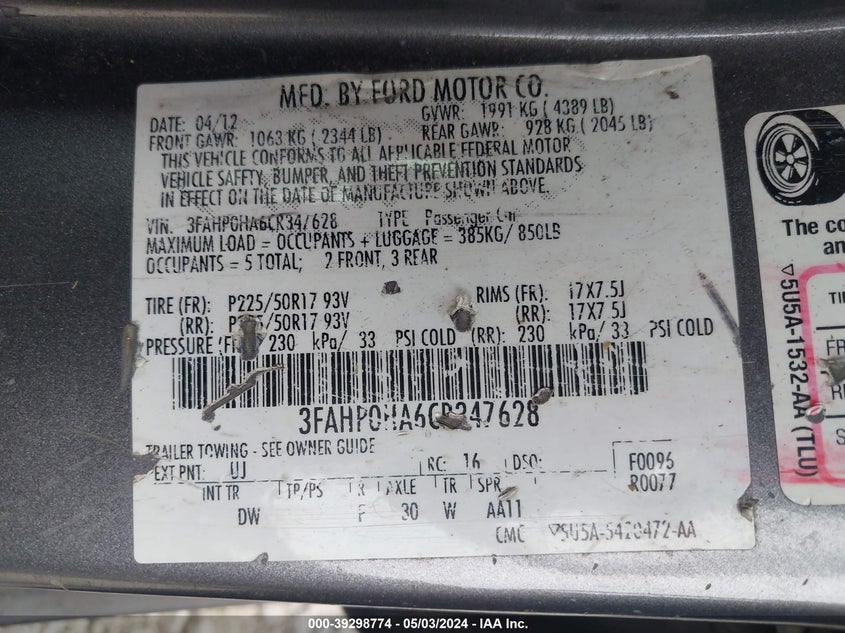 MFD. BY FORD MOTOR CO.
DATE: 04/12 GVWR: 1991 KG ( 4389 LB)
FRONT GAWR: 1063 KG ( 2344 LB) REAR GAWR: 928 KG ( 2045 LB)
THIS VEHICLE CONFORMS TO ALL APPLICABLE FEDERAL MOTOR
VEHICLE SAFETY, BUMPER, AND THEFT PREVENTION STANDARDS
IN EFFECT ON THE DATE OF MANUFACTURE SHOWN ABOVE.
VIN: 3FAHP0HA6CR347628 TYPE Passenger Car
MAXIMUM LOAD = OCCUPANTS + LUGGAGE = 385KG/ 850LB
OCCUPANTS = 5 TOTAL; 2 FRONT, 3 REAR
TIRE (FR): P225/50R17 93V RIMS (FR): 17X7.5J
(RR): /50R17 93V (RR): 17X7.5J
PRESSURE (FR) 230 kPa/ 33 PSI COLD (RR): 230 kPa/ 33 PSI COLD
3FAHP0HA6CR347628
TRAILER TOWING - SEE OWNER GUIDE
EXT PNT: UJ RC: 16 DSO: F0096
R0077
INT TR TP/PS R AXLE TR SPR
DW F 30 W AA11
CMC ▽5U5A-5420472-AA
The co
an
▽5U5A-1532-AA (TLU)
TI
FR
RE
S
000-39298774 - 05/03/2024 - IAA Inc.